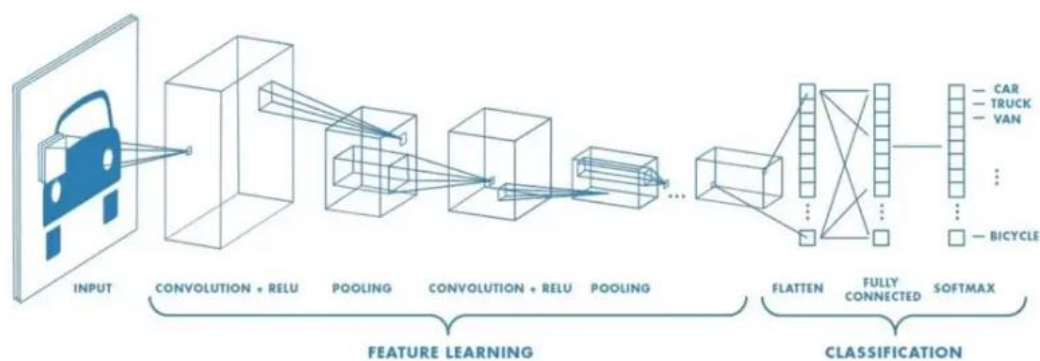 CAR
TRUCK
VAN
BICYCLE
INPUT
CONVOLUTION + RELU
POOLING
CONVOLUTION + RELU
POOLING
FLATTEN
FULLY
CONNECTED
SOFTMAX
FEATURE LEARNING
CLASSIFICATION